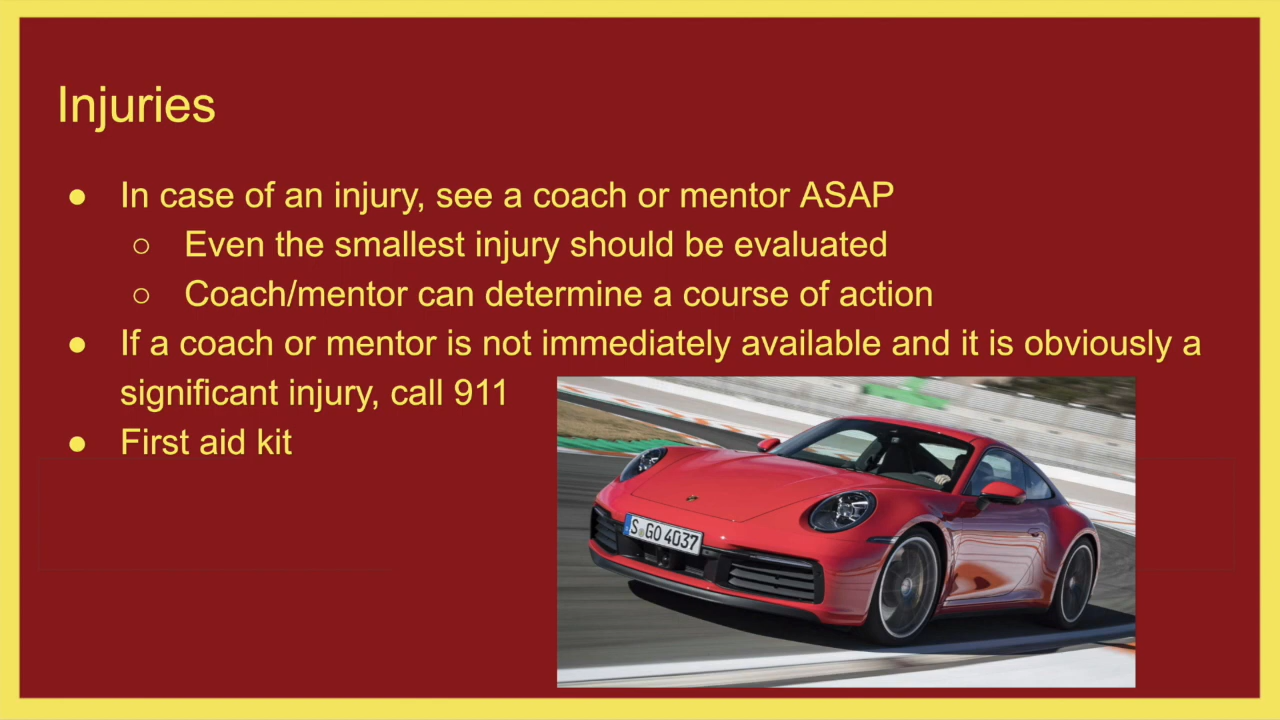 Injuries
● In case of an injury, see a coach or mentor ASAP
○ Even the smallest injury should be evaluated
○ Coach/mentor can determine a course of action
● If a coach or mentor is not immediately available and it is obviously a
significant injury, call 911
● First aid kit
S GO 4037